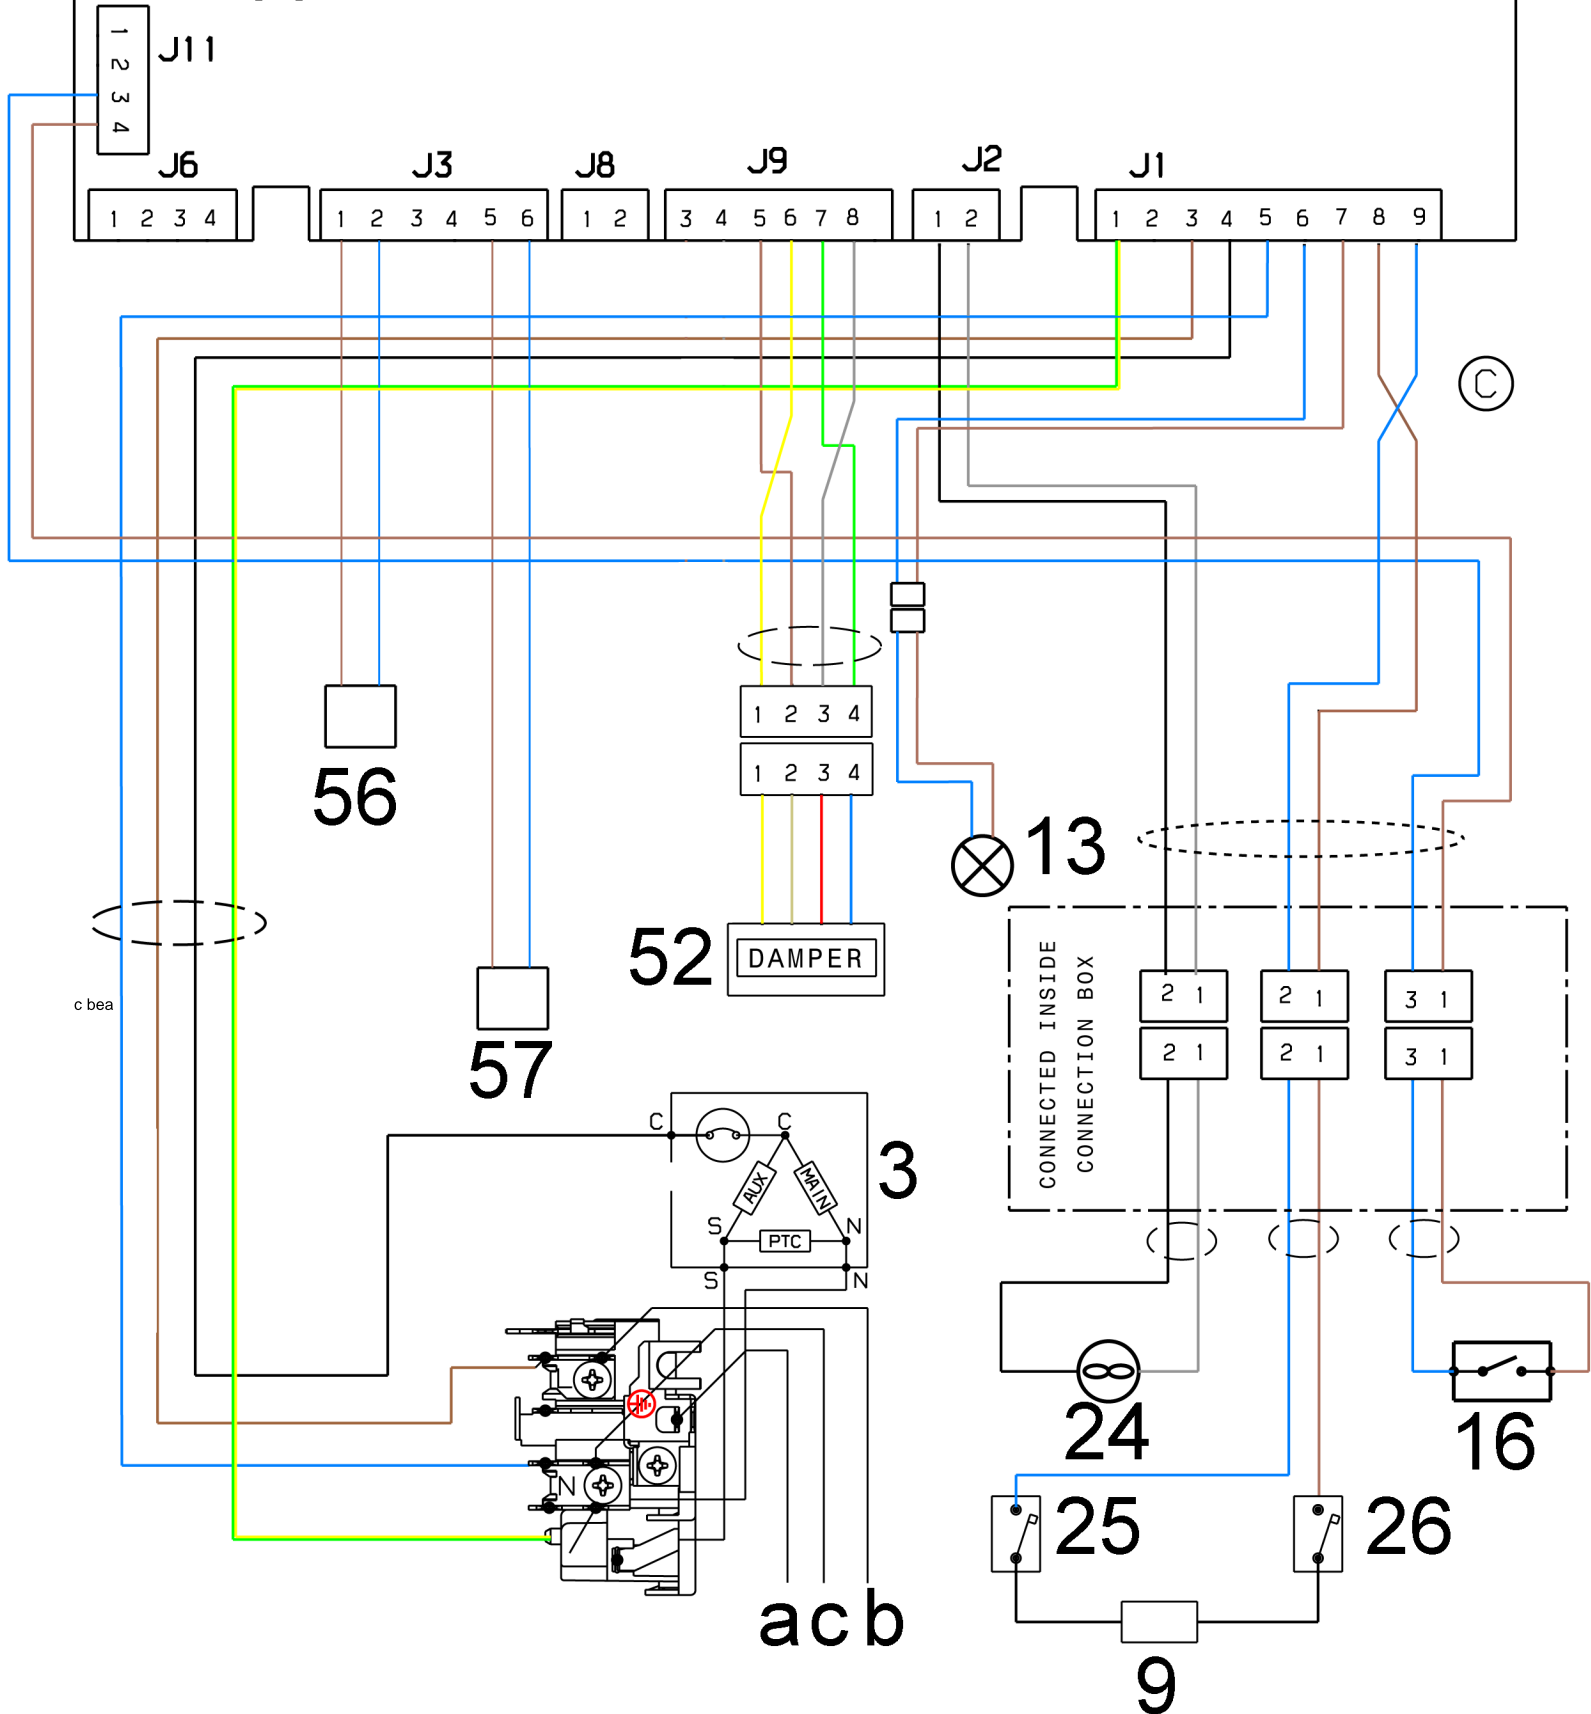 1
2
3
4
J11
J6
J3
J8
J9
J2
J1
1 2 3 4
1 2 3 4 5 6
1 2
3 4 5 6 7 8
1 2
1 2 3 4 5 6 7 8 9
C
1 2 3 4
1 2 3 4
56
13
52
DAMPER
CONNECTED INSIDE
CONNECTION BOX
2 1
2 1
3 1
2 1
2 1
3 1
c bea
57
C
C
AUX
MAIN
3
S
PTC
N
S
N
N
24
16
25
26
a c b
9